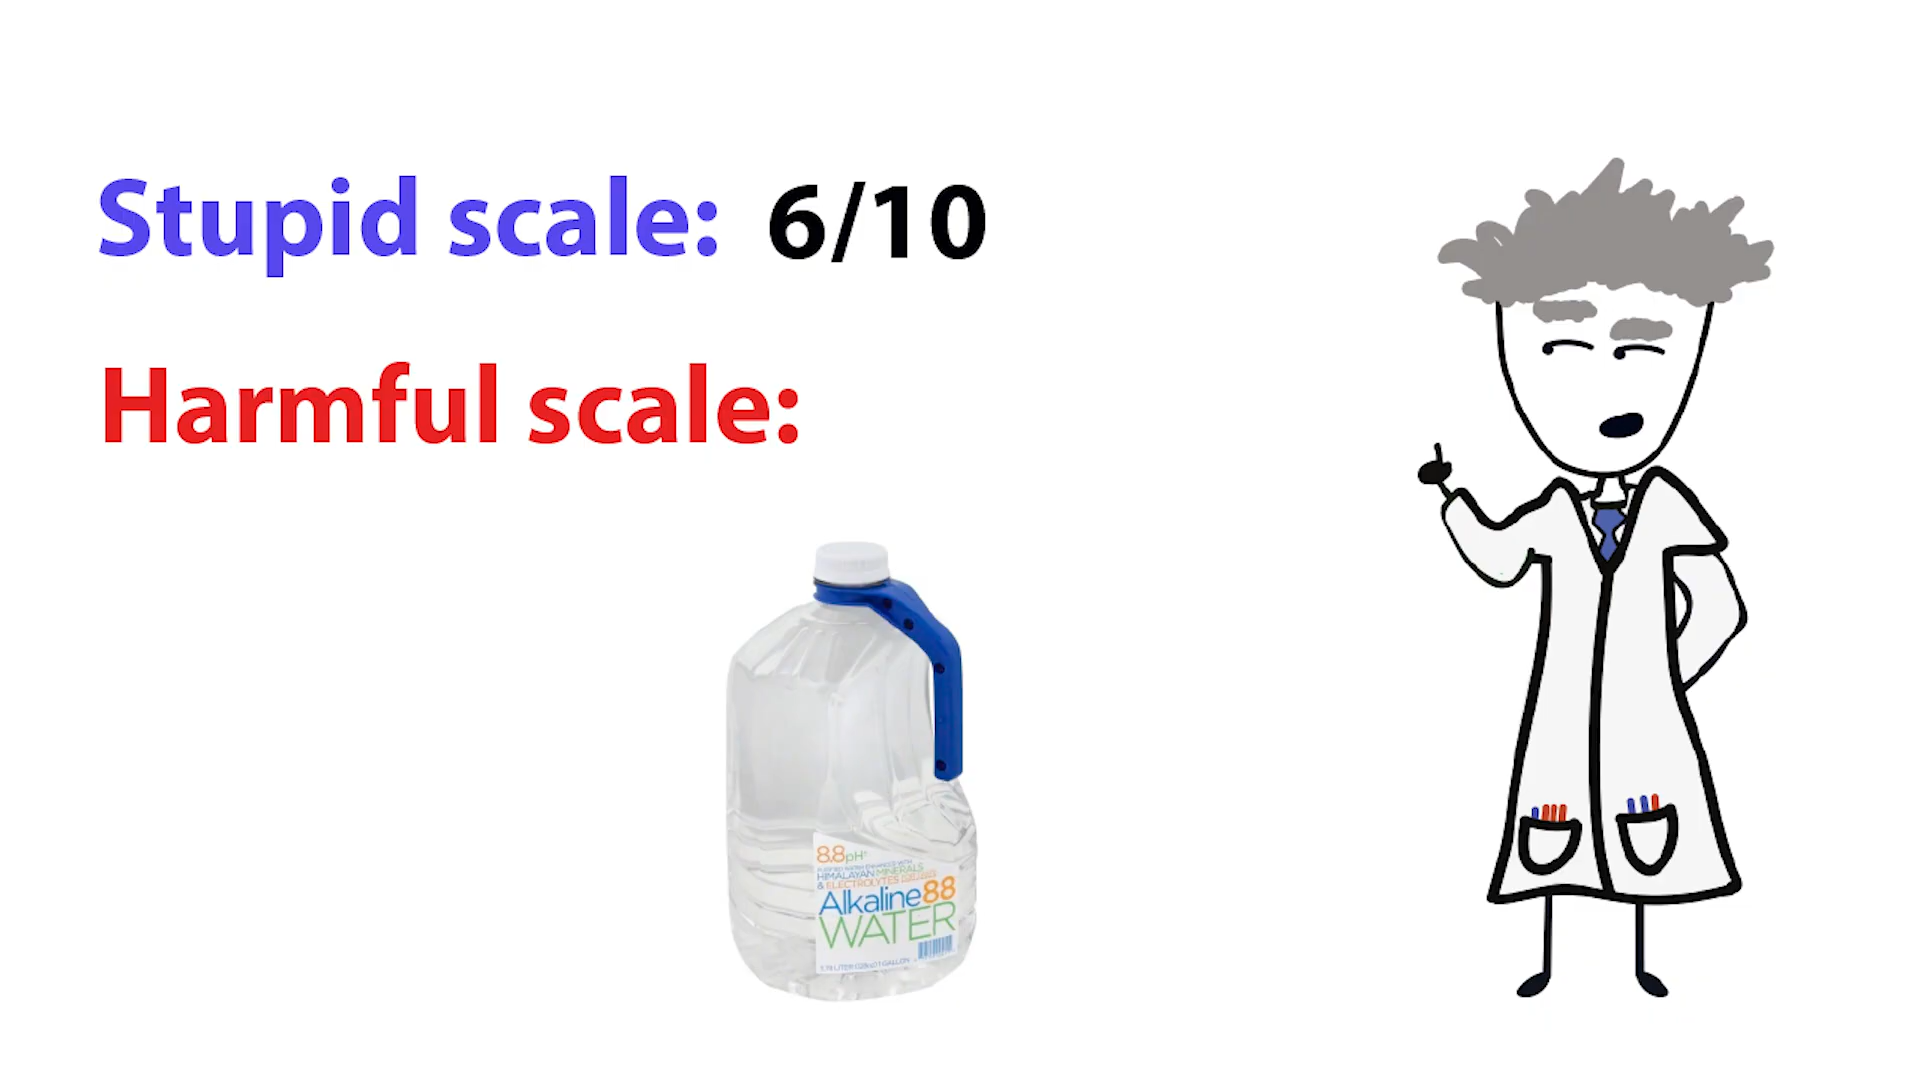 Stupid scale: 6/10
Harmful scale:
8.8pH
HIMALAYAN MINERALS
& ELECTROLYTES
Alkaline88
WATER